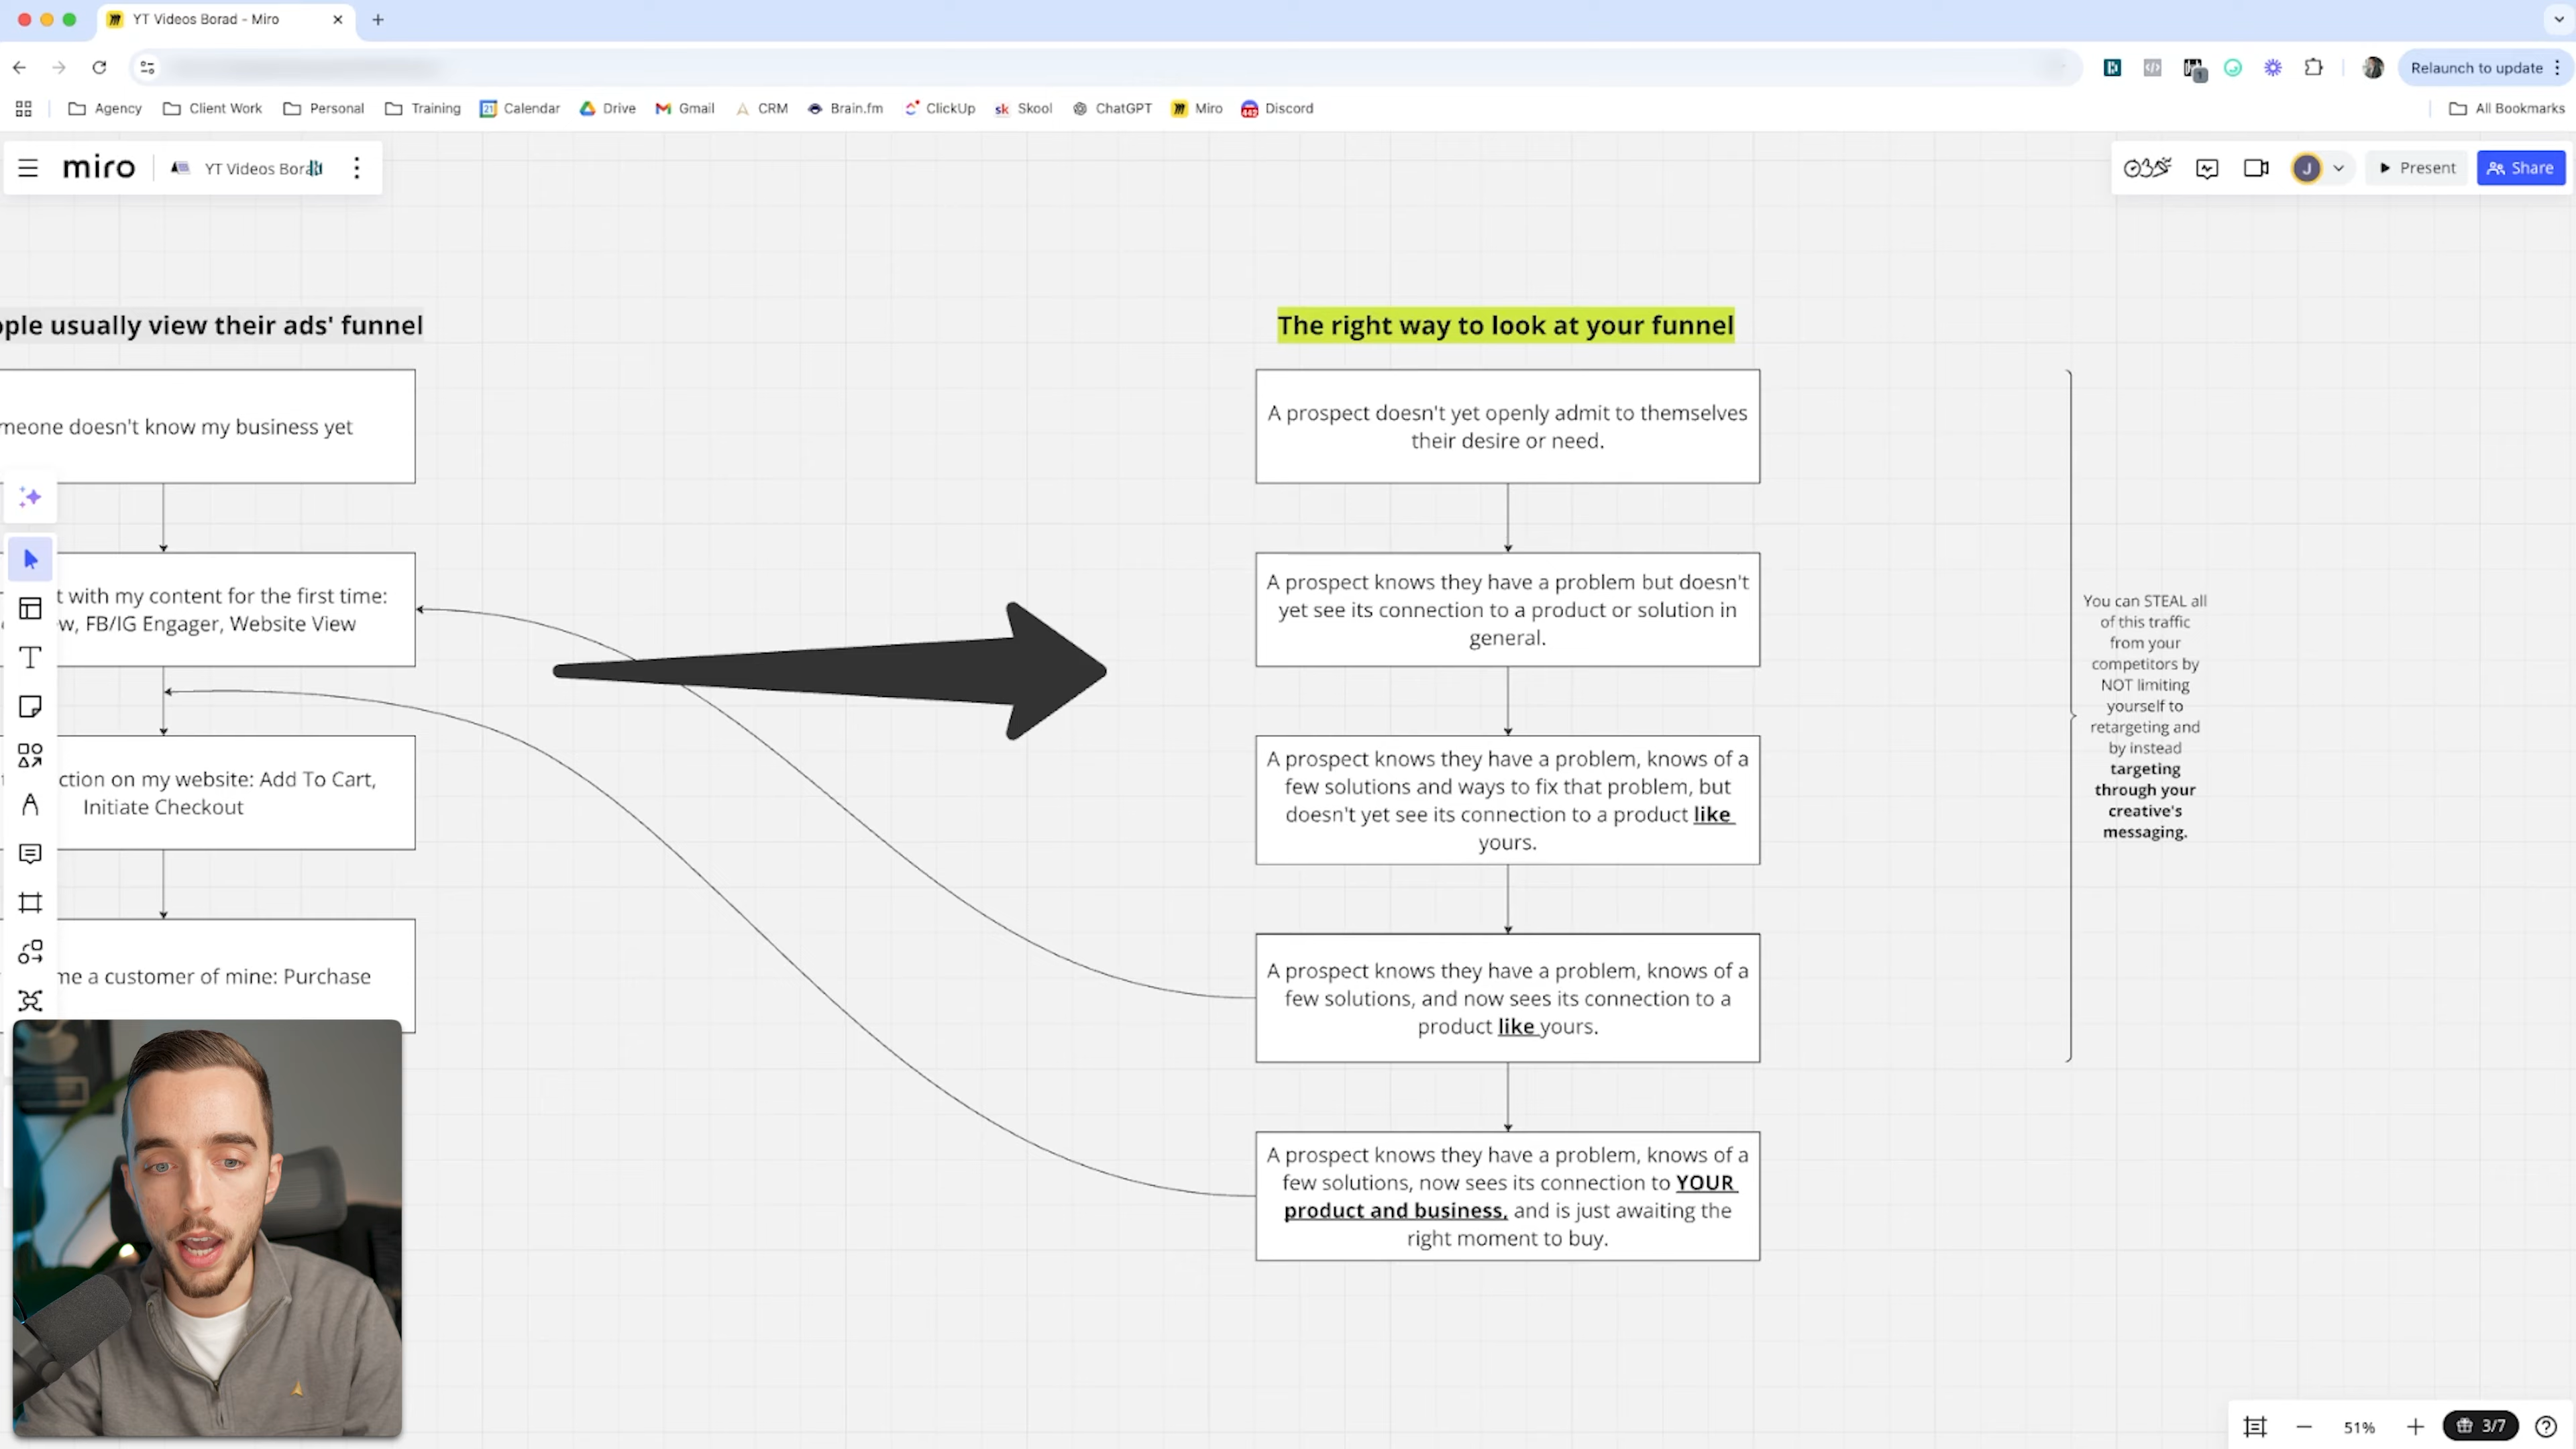 YT Videos Borad - Miro
Relaunch to update
Agency
Client Work
Personal
Training
Calendar
Drive
Gmail
CRM
Brain.fm
ClickUp
Skool
ChatGPT
Miro
Discord
All Bookmarks
miro
YT Videos Borad
J
Present
Share
ople usually view their ads' funnel
meone doesn't know my business yet
t with my content for the first time:
w, FB/IG Engager, Website View
ction on my website: Add To Cart,
Initiate Checkout
me a customer of mine: Purchase
The right way to look at your funnel
A prospect doesn't yet openly admit to themselves
their desire or need.
A prospect knows they have a problem but doesn't
yet see its connection to a product or solution in
general.
A prospect knows they have a problem, knows of a
few solutions and ways to fix that problem, but
doesn't yet see its connection to a product like
yours.
A prospect knows they have a problem, knows of a
few solutions, and now sees its connection to a
product like yours.
A prospect knows they have a problem, knows of a
few solutions, now sees its connection to YOUR
product and business, and is just awaiting the
right moment to buy.
You can STEAL all
of this traffic
from your
competitors by
NOT limiting
yourself to
retargeting and
by instead
targeting
through your
creative's
messaging.
51%
3/7